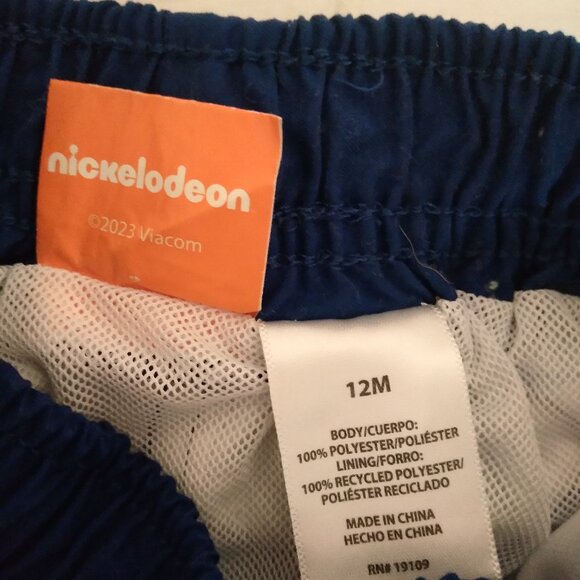 nickelodeon
©2023 Viacom
12M
BODY/CUERPO:
100% POLYESTER/POLIÉSTER
LINING/FORRO:
100% RECYCLED POLYESTER/
POLIÉSTER RECICLADO
MADE IN CHINA
HECHO EN CHINA
RN# 19109